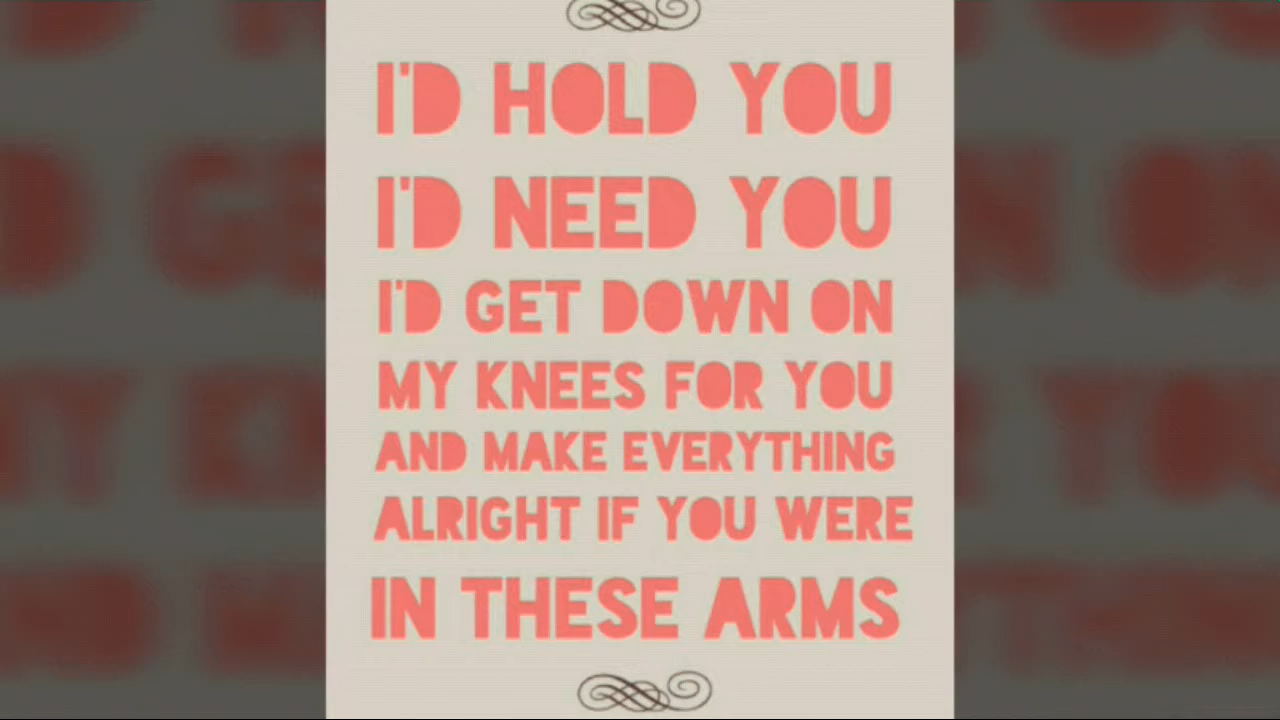 I'D HOLD YOU
I'D NEED YOU
I'D GET DOWN ON
MY KNEES FOR YOU
AND MAKE EVERYTHING
ALRIGHT IF YOU WERE
IN THESE ARMS